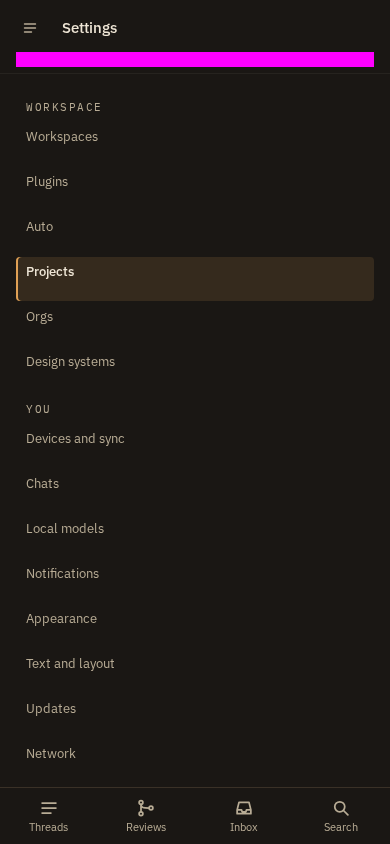 Settings
WORKSPACE
Workspaces
Plugins
Auto
Projects
Orgs
Design systems
YOU
Devices and sync
Chats
Local models
Notifications
Appearance
Text and layout
Updates
Network
Threads
Reviews
Inbox
Search